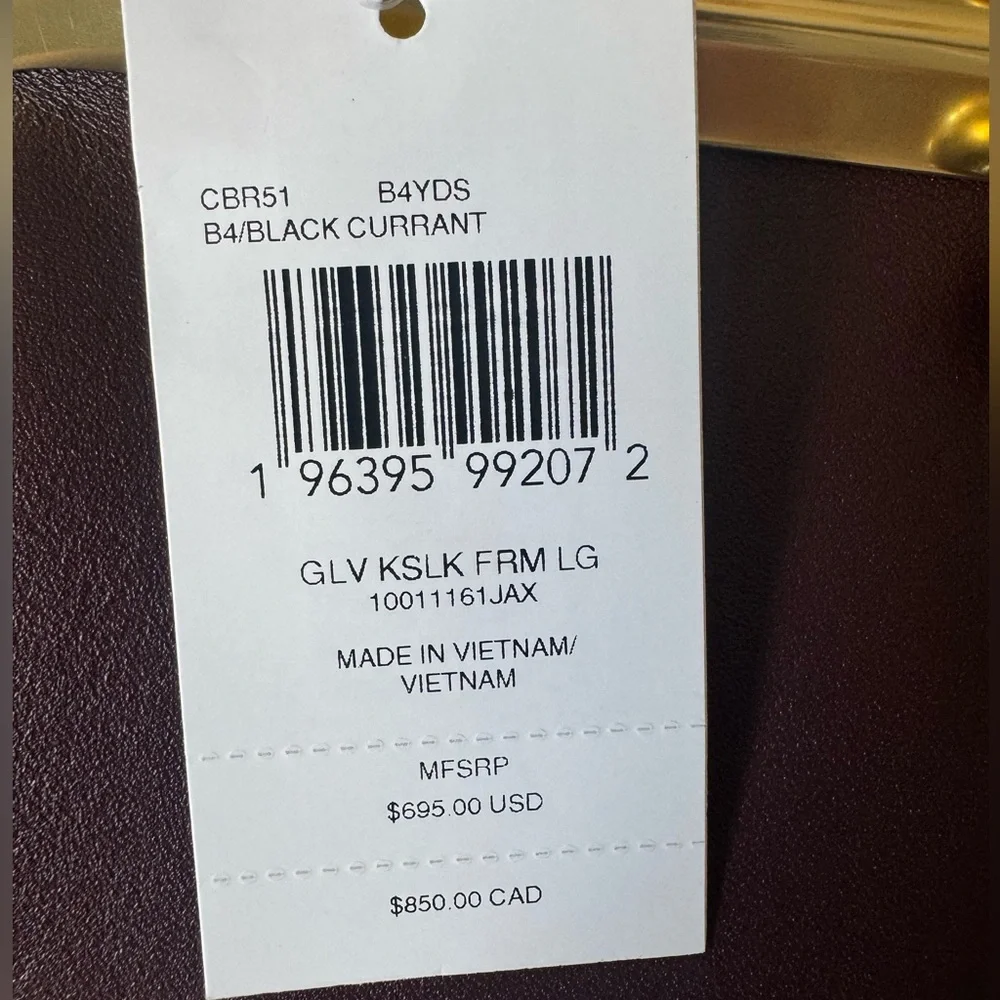 CBR51 B4YDS
B4/BLACK CURRANT
1 96395 99207 2
GLV KSLK FRM LG
10011161JAX
MADE IN VIETNAM/
VIETNAM
MFSRP
$695.00 USD
$850.00 CAD